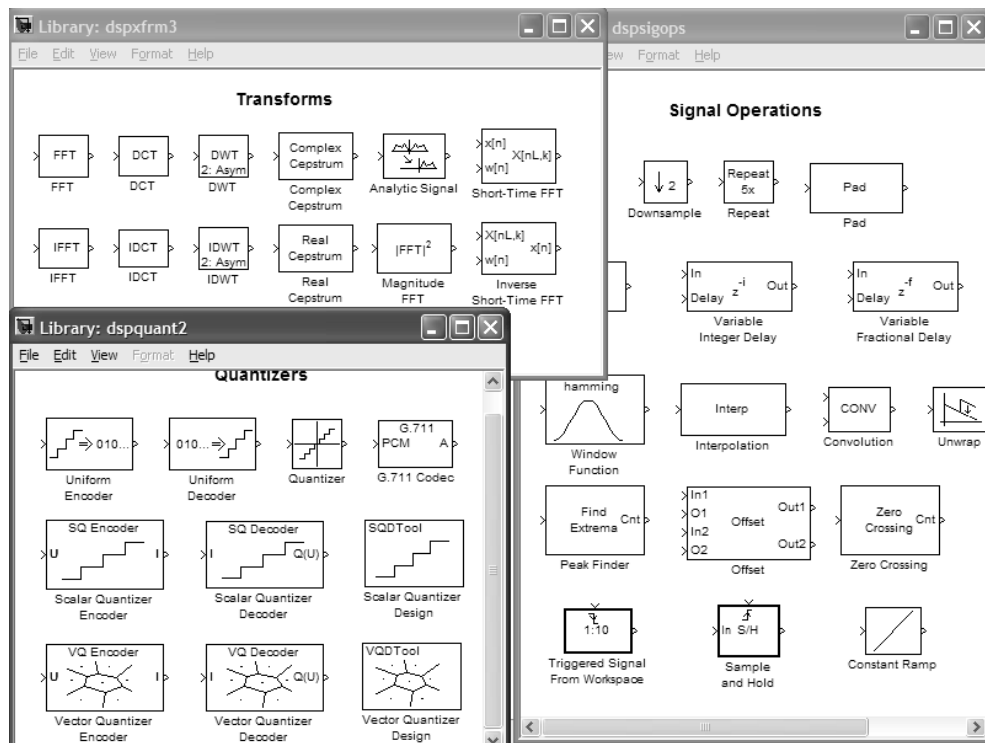 Library: dspxfrm3
File Edit View Format Help
Transforms
FFT
DCT
DWT
2: Asym
Complex
Cepstrum
x[n]
w[n]
X[nL,k]
FFT
DCT
DWT
Complex
Cepstrum
Analytic Signal
Short-Time FFT
IFFT
IDCT
IDWT
2: Asym
Real
Cepstrum
|FFT|²
X[nL,k]
w[n]
x[n]
IFFT
IDCT
IDWT
Real
Cepstrum
Magnitude
FFT
Inverse
Short-Time FFT
dspsigops
Format Help
Signal Operations
2
Repeat
5x
Pad
Downsample
Repeat
Pad
In
Delay
z⁻ⁱ
Out
In
Delay
z⁻ᶠ
Out
Variable
Integer Delay
Variable
Fractional Delay
hamming
Interp
CONV
Window
Function
Interpolation
Convolution
Unwrap
Find
Extrema
Cnt
In1
O1
In2
O2
Offset
Out1
Out2
Zero
Crossing
Cnt
Peak Finder
Offset
Zero Crossing
1:10
In S/H
Triggered Signal
From Workspace
Sample
and Hold
Constant Ramp
Library: dspquant2
File Edit View Format Help
Quantizers
010...
010...
G.711
PCM A
Uniform
Encoder
Uniform
Decoder
Quantizer
G.711 Codec
SQ Encoder
U I
SQ Decoder
I Q(U)
SQDTool
Scalar Quantizer
Encoder
Scalar Quantizer
Decoder
Scalar Quantizer
Design
VQ Encoder
U I
VQ Decoder
I Q(U)
VQDTool
Vector Quantizer
Encoder
Vector Quantizer
Decoder
Vector Quantizer
Design